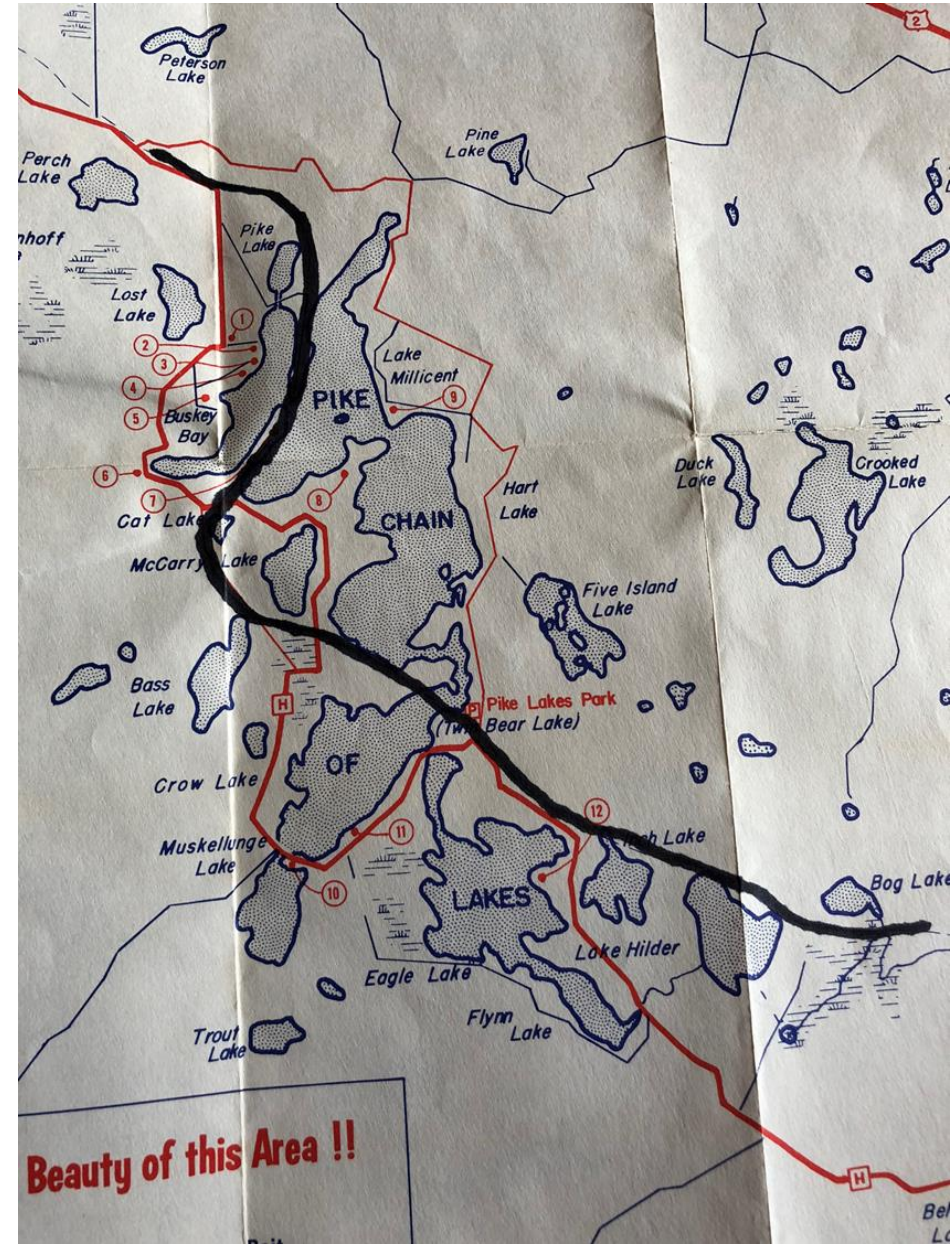 2
Peterson
Lake
Pine
Lake
Perch
Lake
nhoff
Pike
Lake
Lost
Lake
1
2
3
4
5
Buskey
Bay
Lake
Millicent
PIKE
9
6
7
8
Duck
Lake
Crooked
Lake
Hart
Lake
Cat Lake
CHAIN
McCarry Lake
Five Island
Lake
Bass
Lake
H
P
Pike Lakes Park
Bear Lake)
OF
Crow Lake
12
11
Muskellunge
Lake
10
Lake
LAKES
Bog Lake
Lake Hilder
Eagle Lake
Flynn
Lake
Trout
Lake
Beauty of this Area !!
H